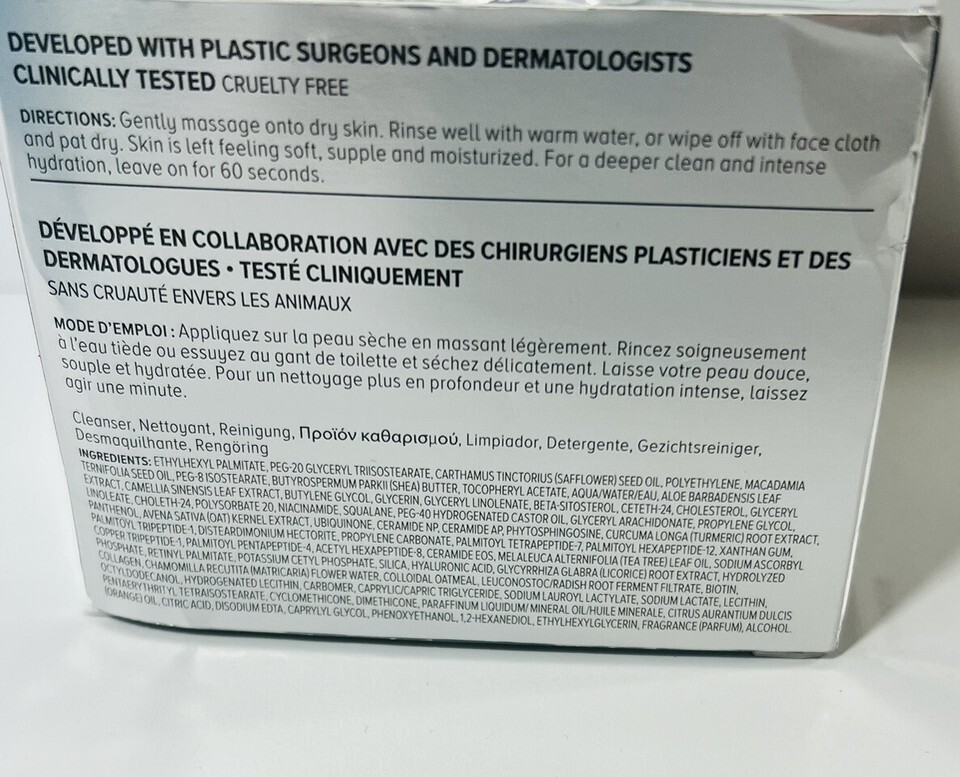 DEVELOPED WITH PLASTIC SURGEONS AND DERMATOLOGISTS
CLINICALLY TESTED CRUELTY FREE
DIRECTIONS: Gently massage onto dry skin. Rinse well with warm water, or wipe off with face cloth
and pat dry. Skin is left feeling soft, supple and moisturized. For a deeper clean and intense
hydration, leave on for 60 seconds.
DÉVELOPPÉ EN COLLABORATION AVEC DES CHIRURGIENS PLASTICIENS ET DES
DERMATOLOGUES • TESTÉ CLINIQUEMENT
SANS CRUAUTÉ ENVERS LES ANIMAUX
MODE D'EMPLOI : Appliquez sur la peau sèche en massant légèrement. Rincez soigneusement
à l'eau tiède ou essuyez au gant de toilette et séchez délicatement. Laisse votre peau douce,
souple et hydratée. Pour un nettoyage plus en profondeur et une hydratation intense, laissez
agir une minute.
Cleanser, Nettoyant, Reinigung, Προϊόν καθαρισμού, Limpiador, Detergente, Gezichtsreiniger,
Desmaquilhante, Rengöring
INGREDIENTS: ETHYLHEXYL PALMITATE, PEG-20 GLYCERYL TRIISOSTEARATE, CARTHAMUS TINCTORIUS (SAFFLOWER) SEED OIL, POLYETHYLENE, MACADAMIA
TERNIFOLIA SEED OIL, PEG-8 ISOSTEARATE, BUTYROSPERMUM PARKII (SHEA) BUTTER, TOCOPHERYL ACETATE, AQUA/WATER/EAU, ALOE BARBADENSIS LEAF
EXTRACT, CAMELLIA SINENSIS LEAF EXTRACT, BUTYLENE GLYCOL, GLYCERIN, GLYCERYL LINOLENATE, BETA-SITOSTEROL, CETETH-24, CHOLESTEROL, GLYCERYL
LINOLEATE, CHOLETH-24, POLYSORBATE 20, NIACINAMIDE, SQUALANE, PEG-40 HYDROGENATED CASTOR OIL, GLYCERYL ARACHIDONATE, PROPYLENE GLYCOL,
PANTHENOL, AVENA SATIVA (OAT) KERNEL EXTRACT, UBIQUINONE, CERAMIDE NP, CERAMIDE AP, PHYTOSPHINGOSINE, CURCUMA LONGA (TURMERIC) ROOT EXTRACT,
PALMITOYL TRIPEPTIDE-1, DISTEARDIMONIUM HECTORITE, PROPYLENE CARBONATE, PALMITOYL TETRAPEPTIDE-7, PALMITOYL HEXAPEPTIDE-12, XANTHAN GUM,
COPPER TRIPEPTIDE-1, PALMITOYL PENTAPEPTIDE-4, ACETYL HEXAPEPTIDE-8, CERAMIDE EOS, MELALEUCA ALTERNIFOLIA (TEA TREE) LEAF OIL, SODIUM ASCORBYL
PHOSPHATE, RETINYL PALMITATE, POTASSIUM CETYL PHOSPHATE, SILICA, HYALURONIC ACID, GLYCYRRHIZA GLABRA (LICORICE) ROOT EXTRACT, HYDROLYZED
COLLAGEN, CHAMOMILLA RECUTITA (MATRICARIA) FLOWER WATER, COLLOIDAL OATMEAL, LEUCONOSTOC/RADISH ROOT FERMENT FILTRATE, BIOTIN,
OCTYLDODECANOL, HYDROGENATED LECITHIN, CARBOMER, CAPRYLIC/CAPRIC TRIGLYCERIDE, SODIUM LAUROYL LACTYLATE, SODIUM LACTATE, LECITHIN,
PENTAERYTHRITYL TETRAISOSTEARATE, CYCLOMETHICONE, DIMETHICONE, PARAFFINUM LIQUIDUM/ MINERAL OIL/HUILE MINERALE, CITRUS AURANTIUM DULCIS
(ORANGE) OIL, CITRIC ACID, DISODIUM EDTA, CAPRYLYL GLYCOL, PHENOXYETHANOL, 1,2-HEXANEDIOL, ETHYLHEXYLGLYCERIN, FRAGRANCE (PARFUM), ALCOHOL.